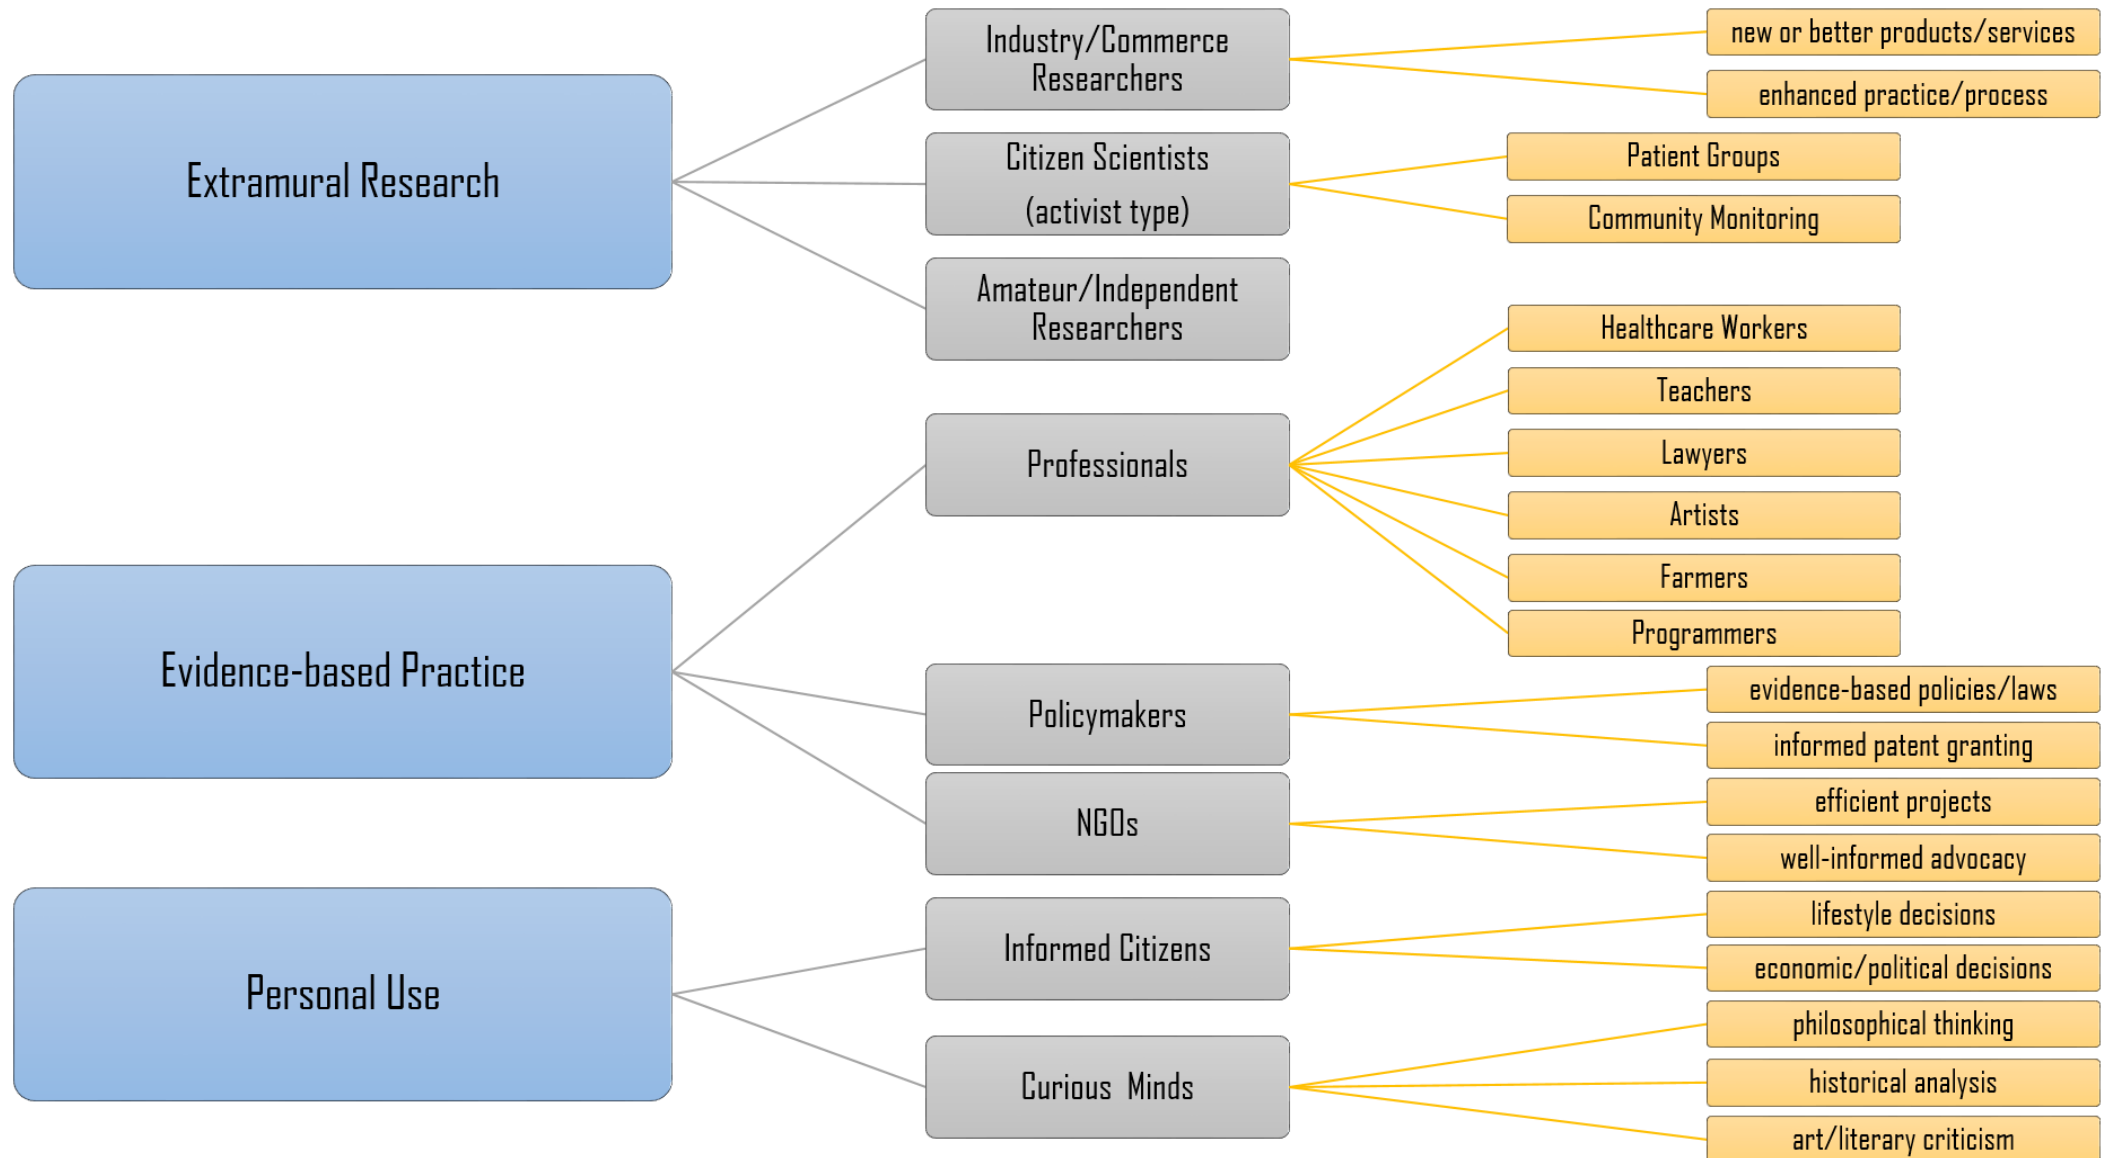 Extramural Research
Industry/Commerce
Researchers
new or better products/services
enhanced practice/process
Citizen Scientists
(activist type)
Patient Groups
Community Monitoring
Amateur/Independent
Researchers
Evidence-based Practice
Professionals
Healthcare Workers
Teachers
Lawyers
Artists
Farmers
Programmers
Policymakers
evidence-based policies/laws
informed patent granting
NGOs
efficient projects
well-informed advocacy
Personal Use
Informed Citizens
lifestyle decisions
economic/political decisions
Curious Minds
philosophical thinking
historical analysis
art/literary criticism